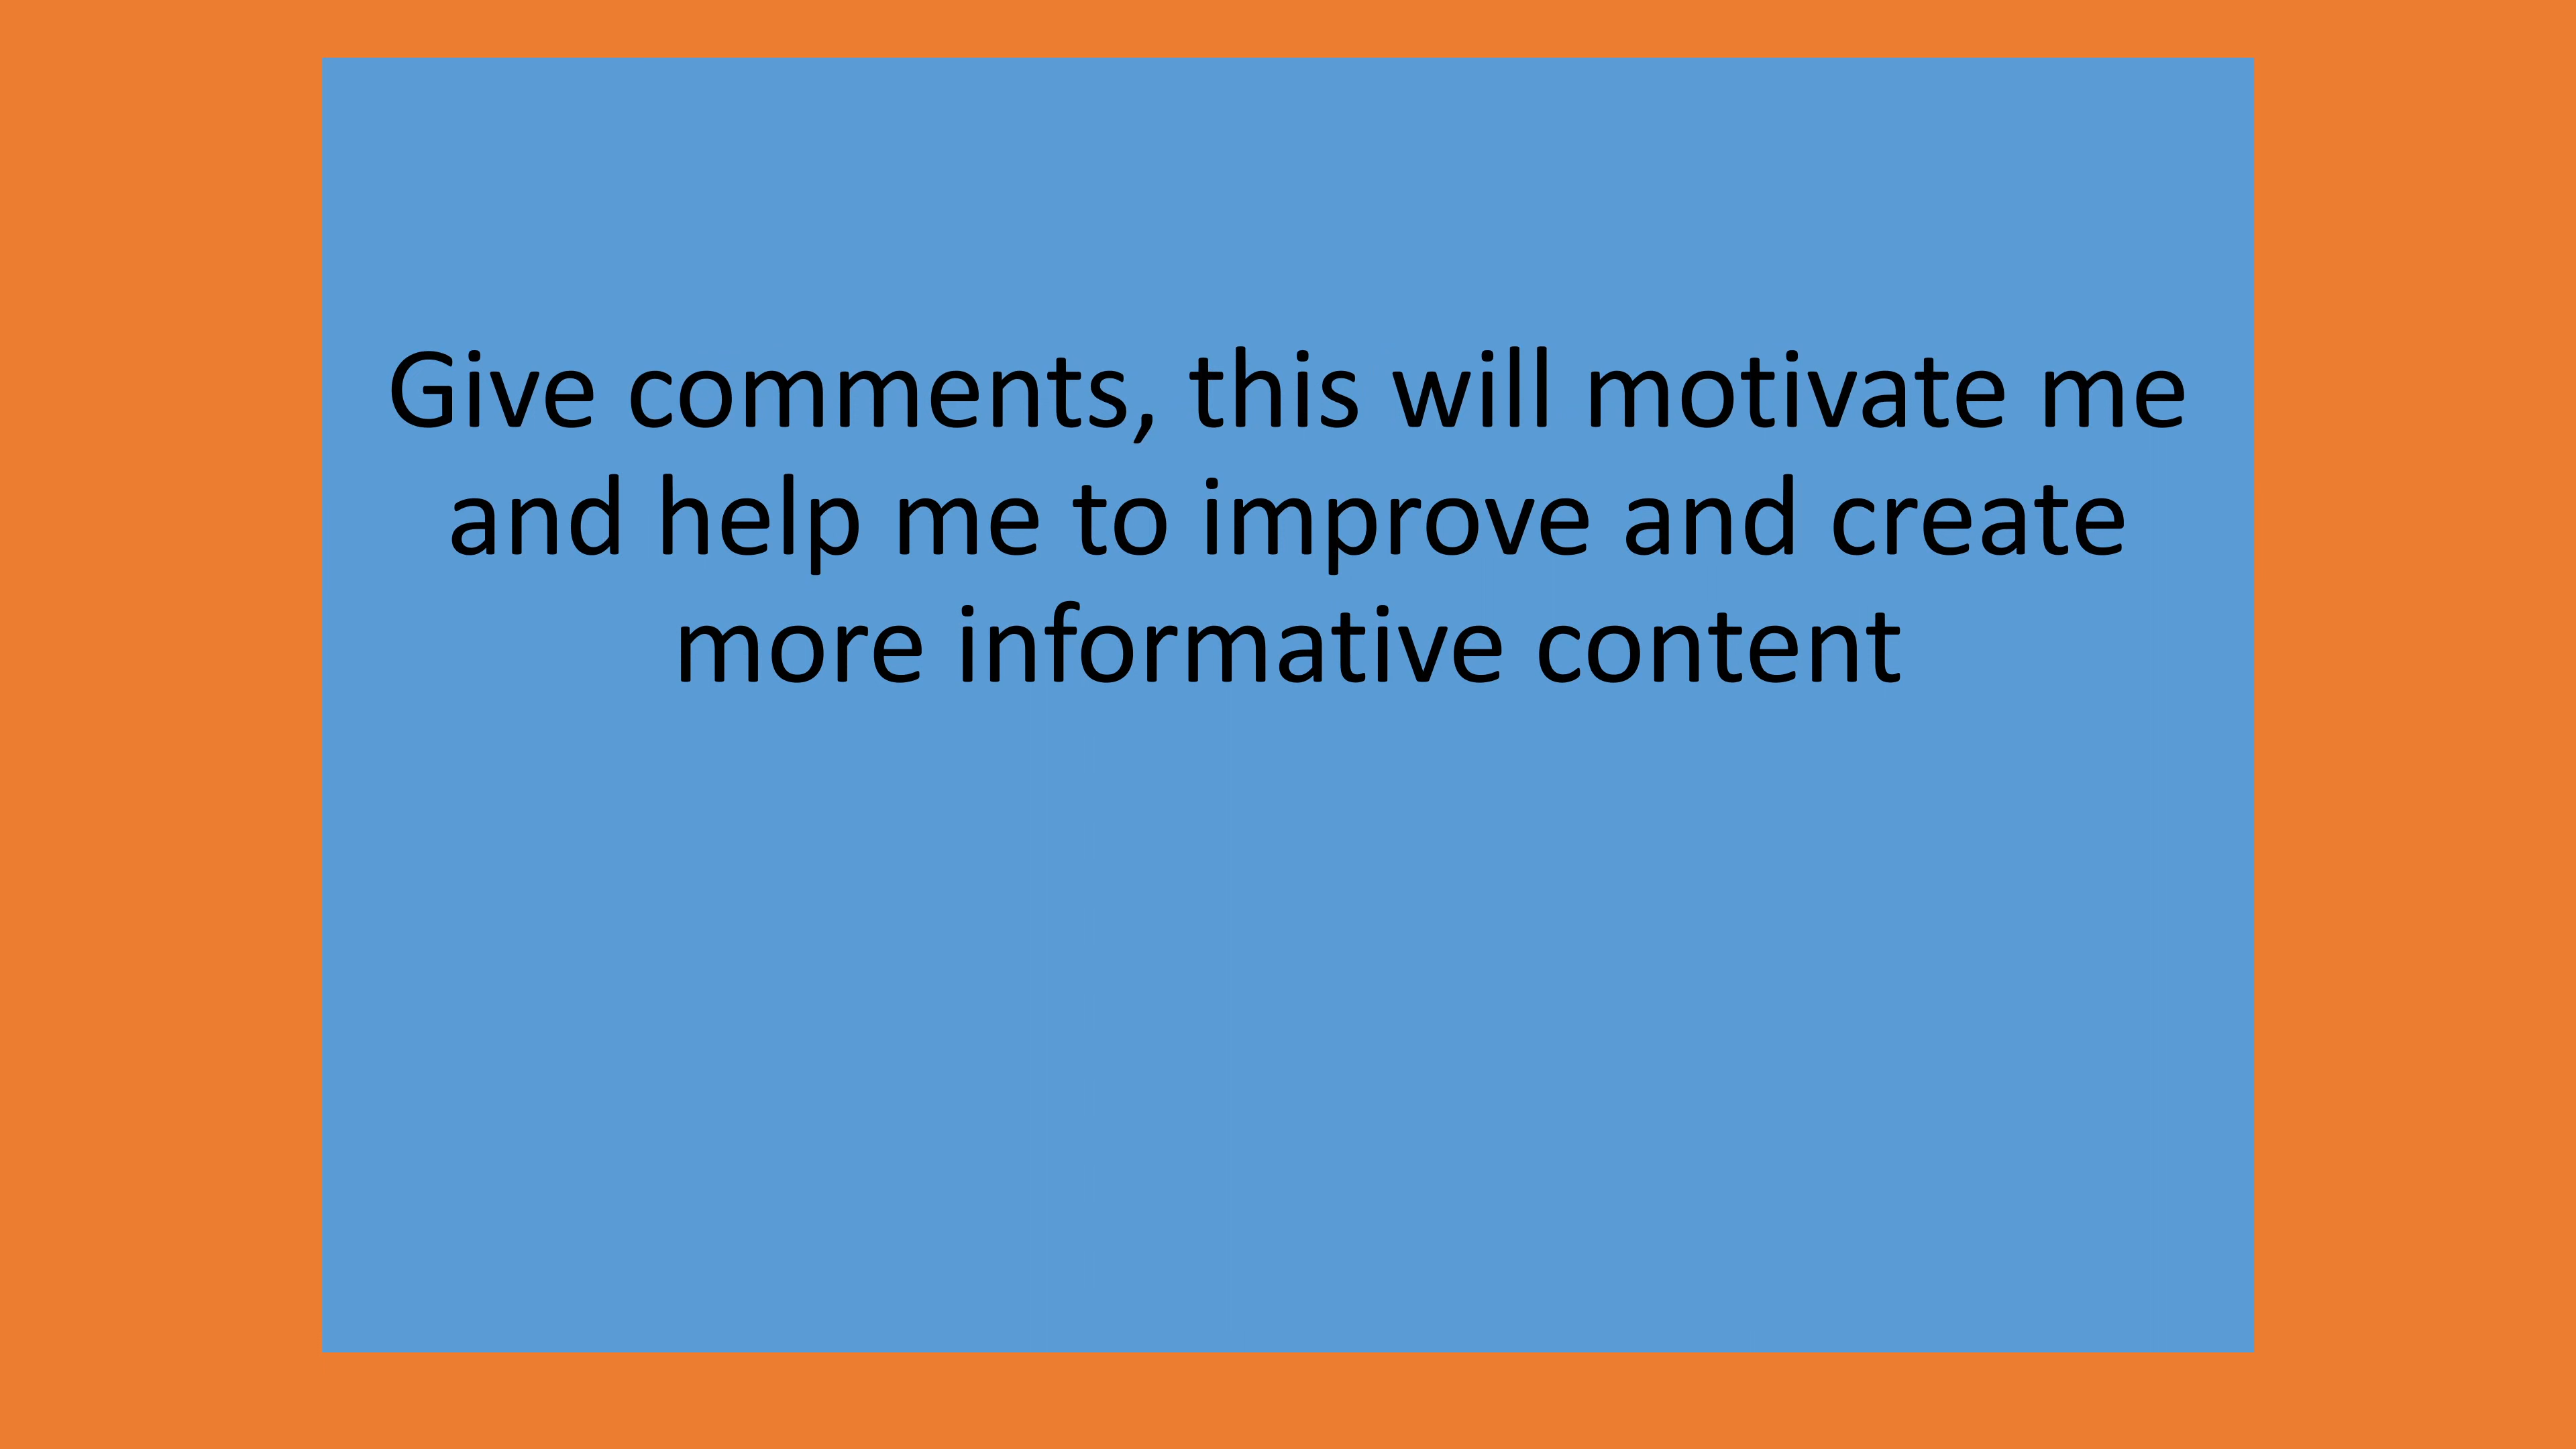 Give comments, this will motivate me
and help me to improve and create
more informative content